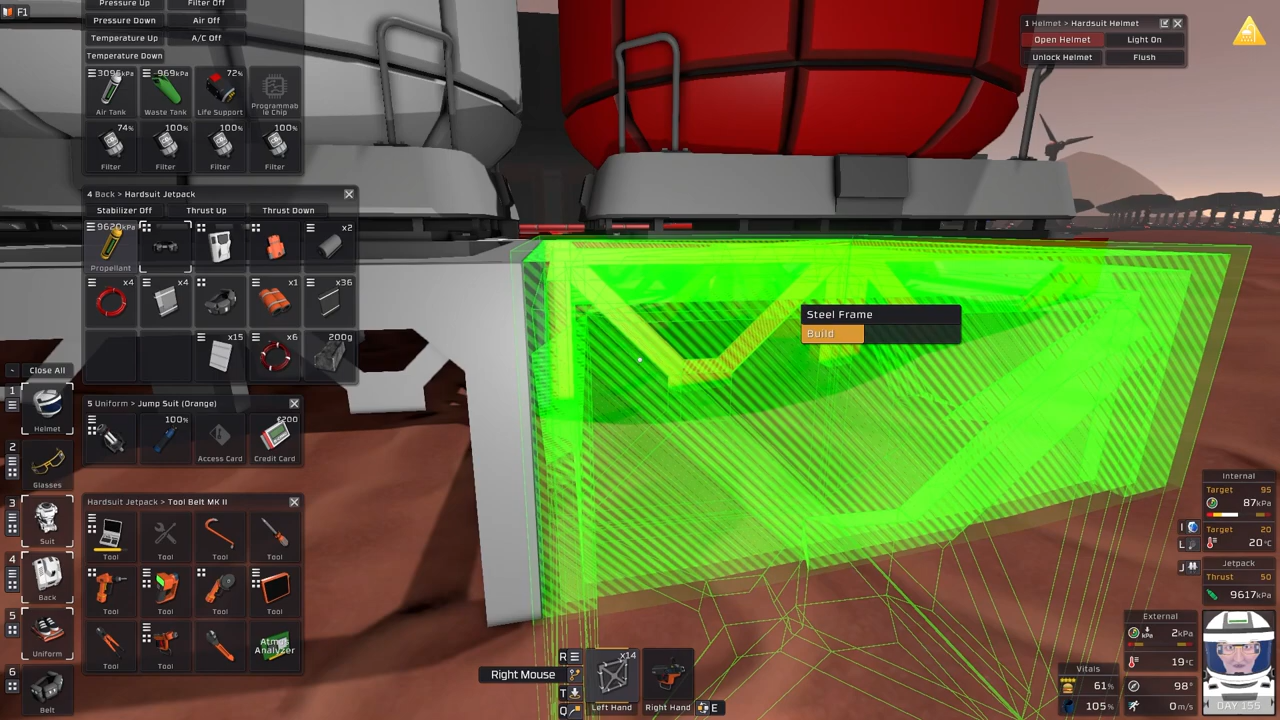 F1
Pressure Up
Filter Off
Pressure Down
Air Off
Temperature Up
A/C Off
Temperature Down
3096kPa
-969kPa
72%
Air Tank
Waste Tank
Life Support
Programmab
le Chip
74%
100%
100%
100%
Filter
Filter
Filter
Filter
4 Back > Hardsuit Jetpack
Stabilizer Off
Thrust Up
Thrust Down
9620kPa
x2
Propellant
x4
x4
x1
x36
x15
x6
200g
Close All
5 Uniform > Jump Suit (Orange)
100%
€200
Access Card
Credit Card
Hardsuit Jetpack > Tool Belt MK II
Tool
Tool
Tool
Tool
Tool
Tool
Tool
Tool
Tool
Tool
Tool
Atmos
Analyzer
1
Helmet
2
Glasses
3
Suit
4
Back
5
Uniform
6
Belt
1 Helmet > Hardsuit Helmet
Open Helmet
Light On
Unlock Helmet
Flush
Steel Frame
Build
Right Mouse
R
T
Q
x14
Left Hand
Right Hand
E
Internal
Target 95
87kPa
Target 20
20°C
I
L
J
Jetpack
Thrust 50
9617kPa
External
kPa
2kPa
19°C
98°
0m/s
Vitals
61%
105%
DAY 155